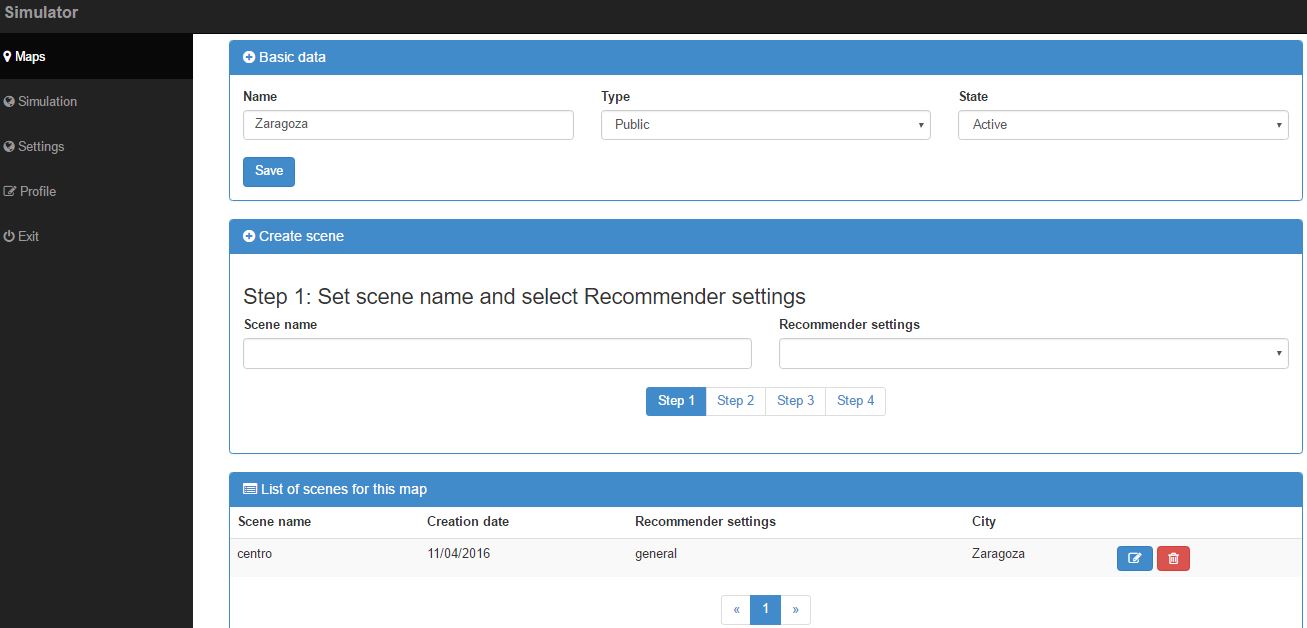 Simulator
Maps
Simulation
Settings
Profile
Exit
Basic data
Name Type State
Zaragoza Public Active
Save
Create scene
Step 1: Set scene name and select Recommender settings
Scene name Recommender settings
Step 1 Step 2 Step 3 Step 4
List of scenes for this map
Scene name Creation date Recommender settings City
centro 11/04/2016 general Zaragoza
« 1 »